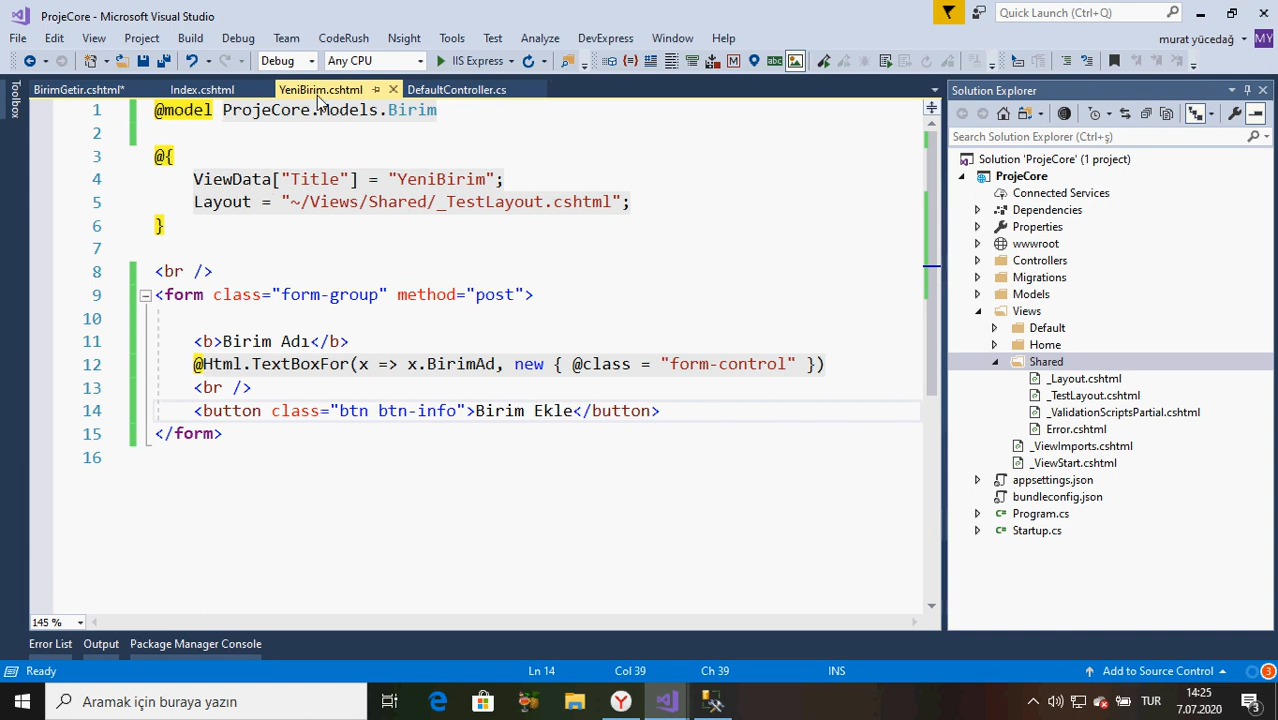 ProjeCore - Microsoft Visual Studio
Quick Launch (Ctrl+Q)
File Edit View Project Build Debug Team CodeRush Nsight Tools Test Analyze DevExpress Window Help
murat yücedağ MY
Debug Any CPU IIS Express
Toolbox
BirimGetir.cshtml* Index.cshtml YeniBirim.cshtml DefaultController.cs
1 @model ProjeCore.Models.Birim
2
3 @{
4 ViewData["Title"] = "YeniBirim";
5 Layout = "~/Views/Shared/_TestLayout.cshtml";
6 }
7
8 <br />
9 <form class="form-group" method="post">
10
11 <b>Birim Adı</b>
12 @Html.TextBoxFor(x => x.BirimAd, new { @class = "form-control" })
13 <br />
14 <button class="btn btn-info">Birim Ekle</button>
15 </form>
16
145 %
Solution Explorer
Search Solution Explorer (Ctrl+ş)
Solution 'ProjeCore' (1 project)
ProjeCore
Connected Services
Dependencies
Properties
wwwroot
Controllers
Migrations
Models
Views
Default
Home
Shared
_Layout.cshtml
_TestLayout.cshtml
_ValidationScriptsPartial.cshtml
Error.cshtml
_ViewImports.cshtml
_ViewStart.cshtml
appsettings.json
bundleconfig.json
Program.cs
Startup.cs
Error List Output Package Manager Console
Ready Ln 14 Col 39 Ch 39 INS Add to Source Control 3
Aramak için buraya yazın
TUR
14:25
7.07.2020
3